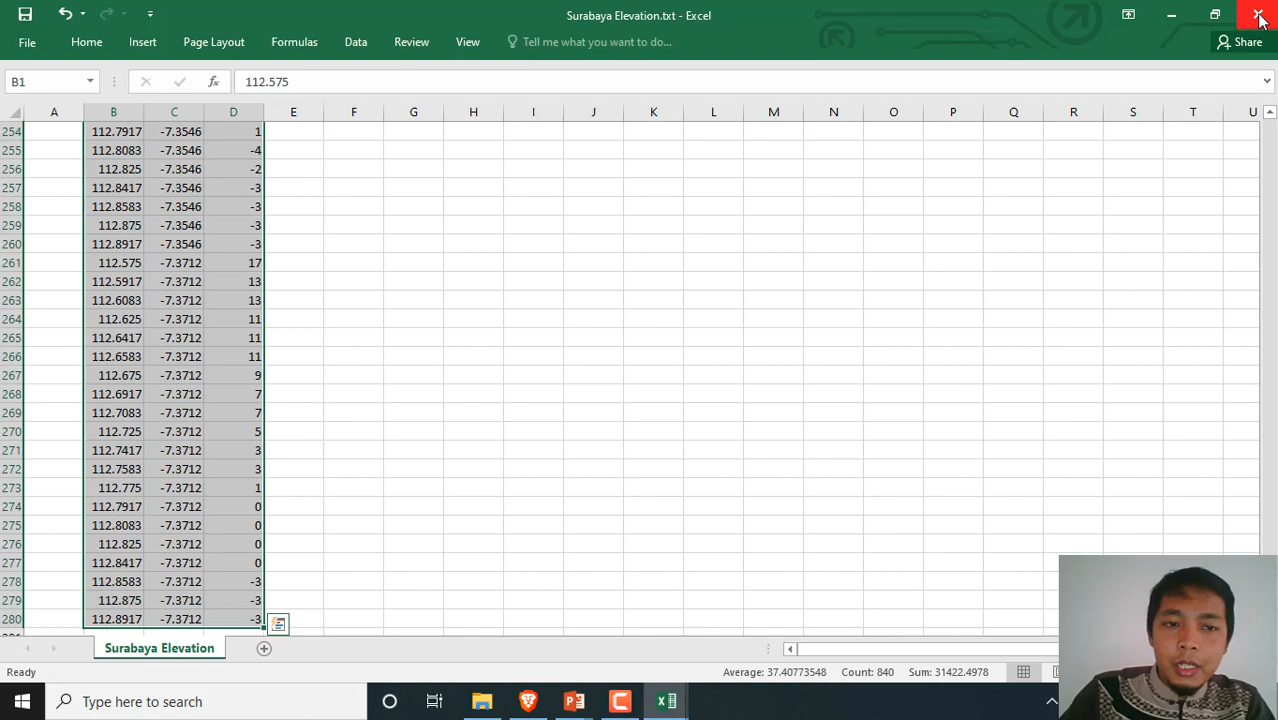 Surabaya Elevation.txt - Excel
File Home Insert Page Layout Formulas Data Review View Tell me what you want to do... Share
B1 112.575
A B C D E F G H I J K L M N O P Q R S T U
254 112.7917 -7.3546 1
255 112.8083 -7.3546 -4
256 112.825 -7.3546 -2
257 112.8417 -7.3546 -3
258 112.8583 -7.3546 -3
259 112.875 -7.3546 -3
260 112.8917 -7.3546 -3
261 112.575 -7.3712 17
262 112.5917 -7.3712 13
263 112.6083 -7.3712 13
264 112.625 -7.3712 11
265 112.6417 -7.3712 11
266 112.6583 -7.3712 11
267 112.675 -7.3712 9
268 112.6917 -7.3712 7
269 112.7083 -7.3712 7
270 112.725 -7.3712 5
271 112.7417 -7.3712 3
272 112.7583 -7.3712 3
273 112.775 -7.3712 1
274 112.7917 -7.3712 0
275 112.8083 -7.3712 0
276 112.825 -7.3712 0
277 112.8417 -7.3712 0
278 112.8583 -7.3712 -3
279 112.875 -7.3712 -3
280 112.8917 -7.3712 -3
Surabaya Elevation
Ready Average: 37.40773548 Count: 840 Sum: 31422.4978
Type here to search